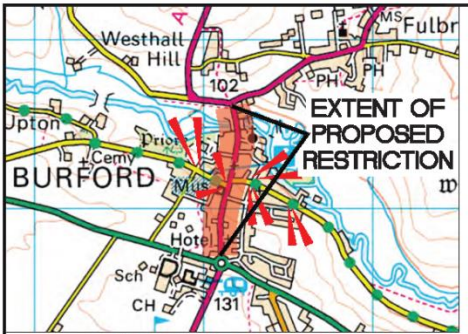 MS Fulbr
Westhall
Hill
A
102
PH
PH
EXTENT OF
PROPOSED
RESTRICTION
Upton
Prior
Cemy
Mus
BURFORD
W
Hotel
Sch
P
CH
131